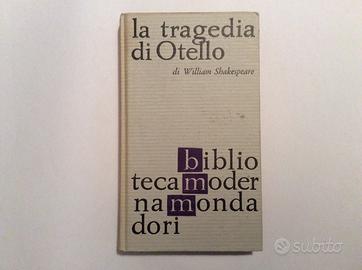 la tragedia
di Otello
di William Shakespeare
biblio
tecamoder
namonda
dori
subito